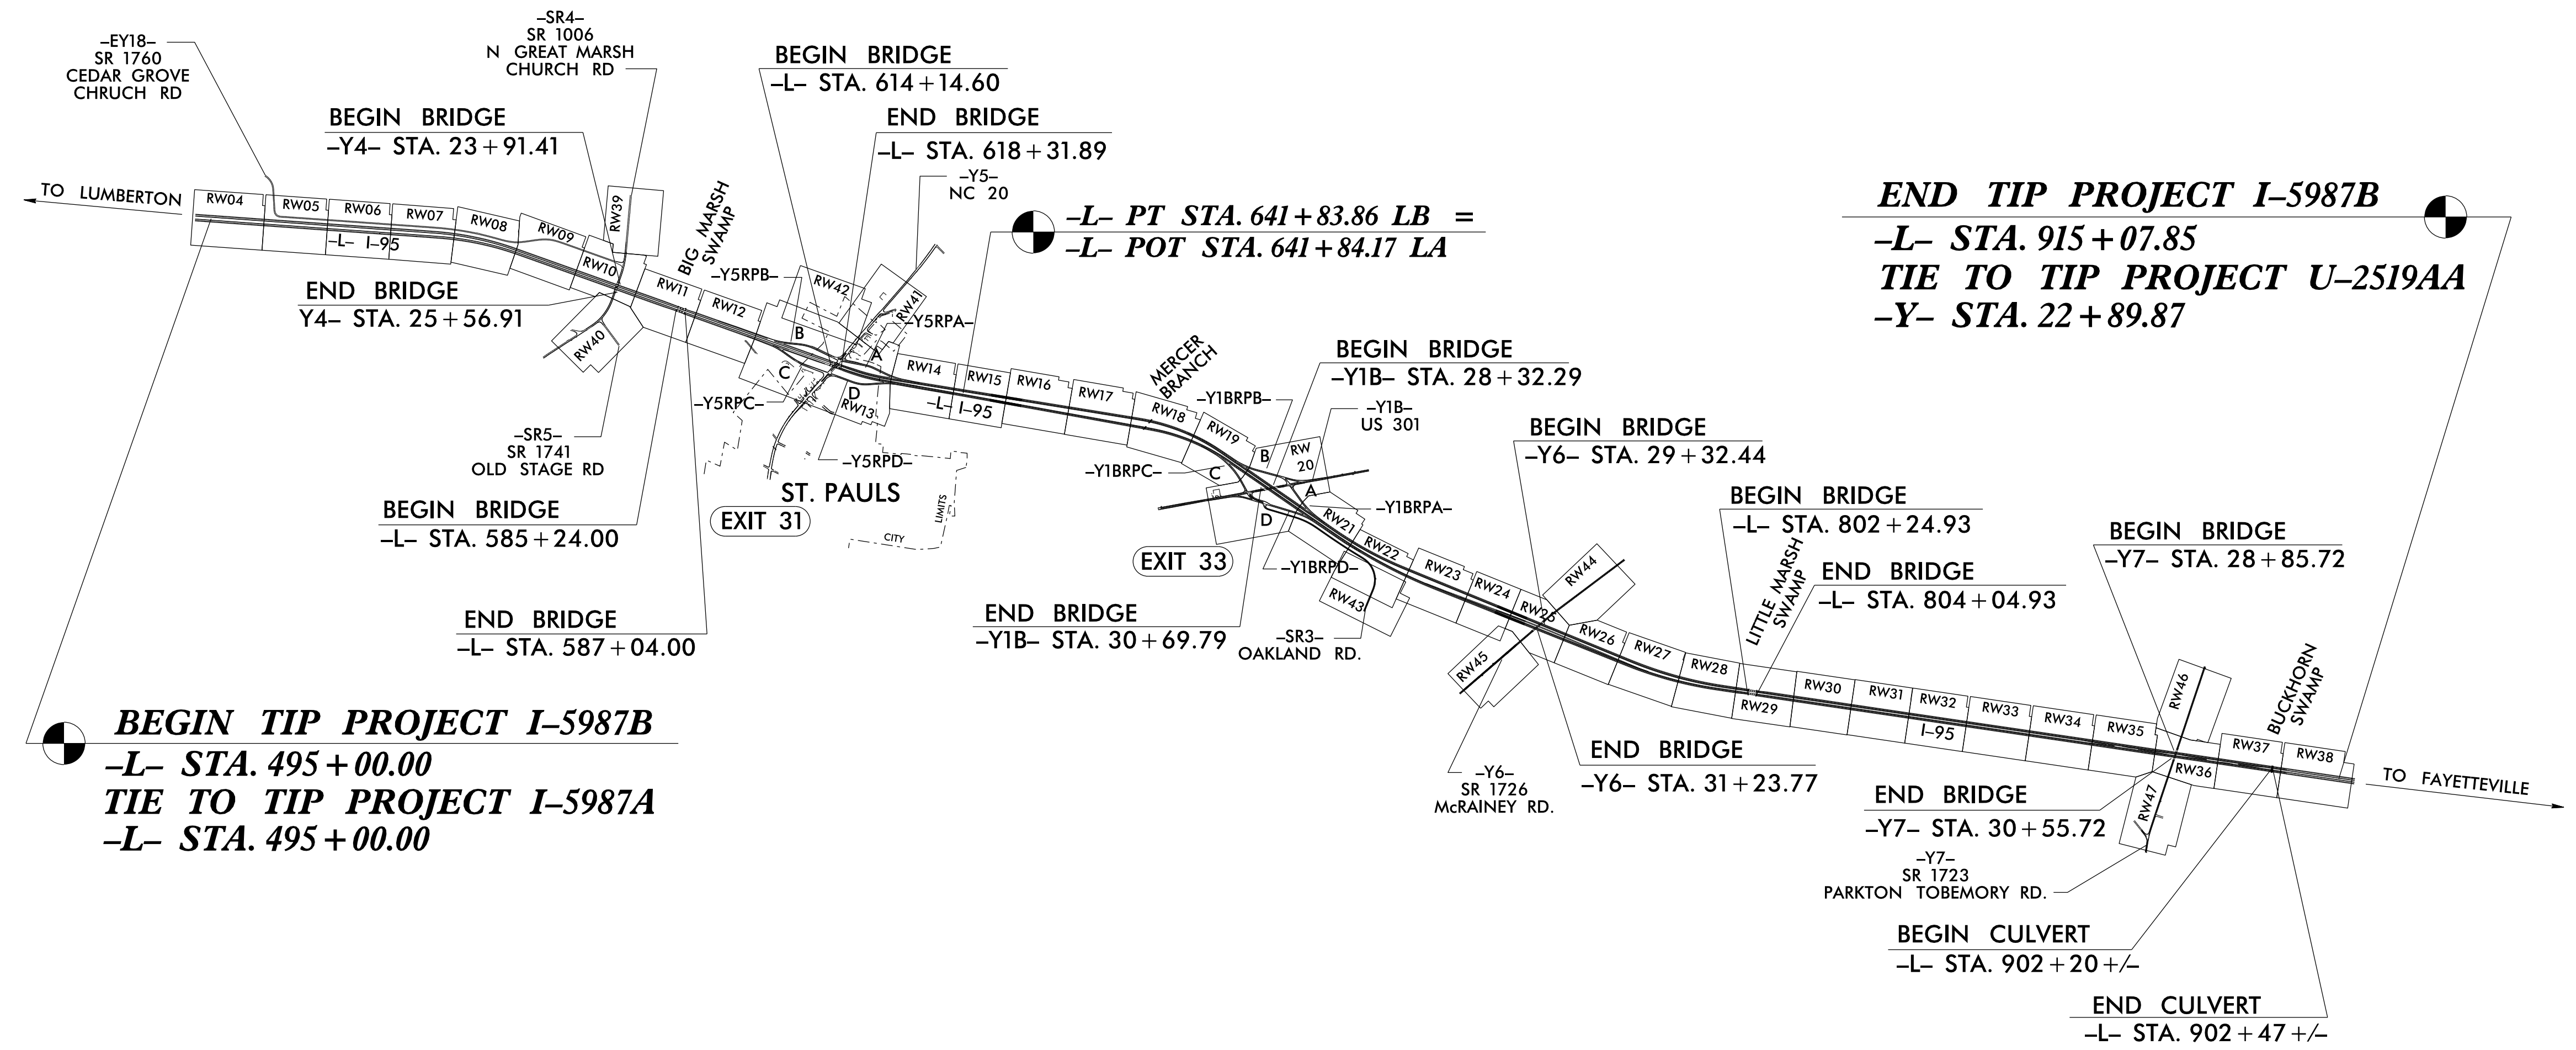 –EY18–
SR 1760
CEDAR GROVE
CHRUCH RD
–SR4–
SR 1006
N GREAT MARSH
CHURCH RD
BEGIN BRIDGE
–Y4– STA. 23+91.41
BEGIN BRIDGE
–L– STA. 614+14.60
END BRIDGE
–L– STA. 618+31.89
–Y5–
NC 20
–L– PT STA. 641+83.86 LB =
–L– POT STA. 641+84.17 LA
END TIP PROJECT I–5987B
–L– STA. 915+07.85
TIE TO TIP PROJECT U–2519AA
–Y– STA. 22+89.87
TO LUMBERTON
RW04
RW05
RW06
RW07
RW08
RW09
RW10
RW39
–L– I–95
BIG MARSH
SWAMP
END BRIDGE
Y4– STA. 25+56.91
RW40
RW11
RW12
–Y5RPB–
RW42
RW41
–Y5RPA–
B
A
C
D
RW13
–Y5RPC–
–Y5RPD–
RW14
RW15
RW16
RW17
RW18
RW19
–L– I–95
MERCER
BRANCH
BEGIN BRIDGE
–Y1B– STA. 28+32.29
–Y1BRPB–
–Y1B–
US 301
–SR5–
SR 1741
OLD STAGE RD
ST. PAULS
EXIT 31
CITY
LIMITS
–Y1BRPC–
B
RW
20
C
A
D
–Y1BRPA–
RW21
RW22
EXIT 33
–Y1BRPD–
RW43
BEGIN BRIDGE
–L– STA. 585+24.00
END BRIDGE
–L– STA. 587+04.00
END BRIDGE
–Y1B– STA. 30+69.79
–SR3–
OAKLAND RD.
BEGIN BRIDGE
–Y6– STA. 29+32.44
RW23
RW24
RW25
RW44
RW45
RW26
RW27
RW28
BEGIN BRIDGE
–L– STA. 802+24.93
LITTLE MARSH
SWAMP
END BRIDGE
–L– STA. 804+04.93
BEGIN BRIDGE
–Y7– STA. 28+85.72
RW29
RW30
RW31
RW32
RW33
RW34
RW35
I–95
RW46
RW36
RW47
RW37
RW38
BUCKHORN
SWAMP
TO FAYETTEVILLE
BEGIN TIP PROJECT I–5987B
–L– STA. 495+00.00
TIE TO TIP PROJECT I–5987A
–L– STA. 495+00.00
–Y6–
SR 1726
McRAINEY RD.
END BRIDGE
–Y6– STA. 31+23.77
END BRIDGE
–Y7– STA. 30+55.72
–Y7–
SR 1723
PARKTON TOBEMORY RD.
BEGIN CULVERT
–L– STA. 902+20 +/–
END CULVERT
–L– STA. 902+47 +/–